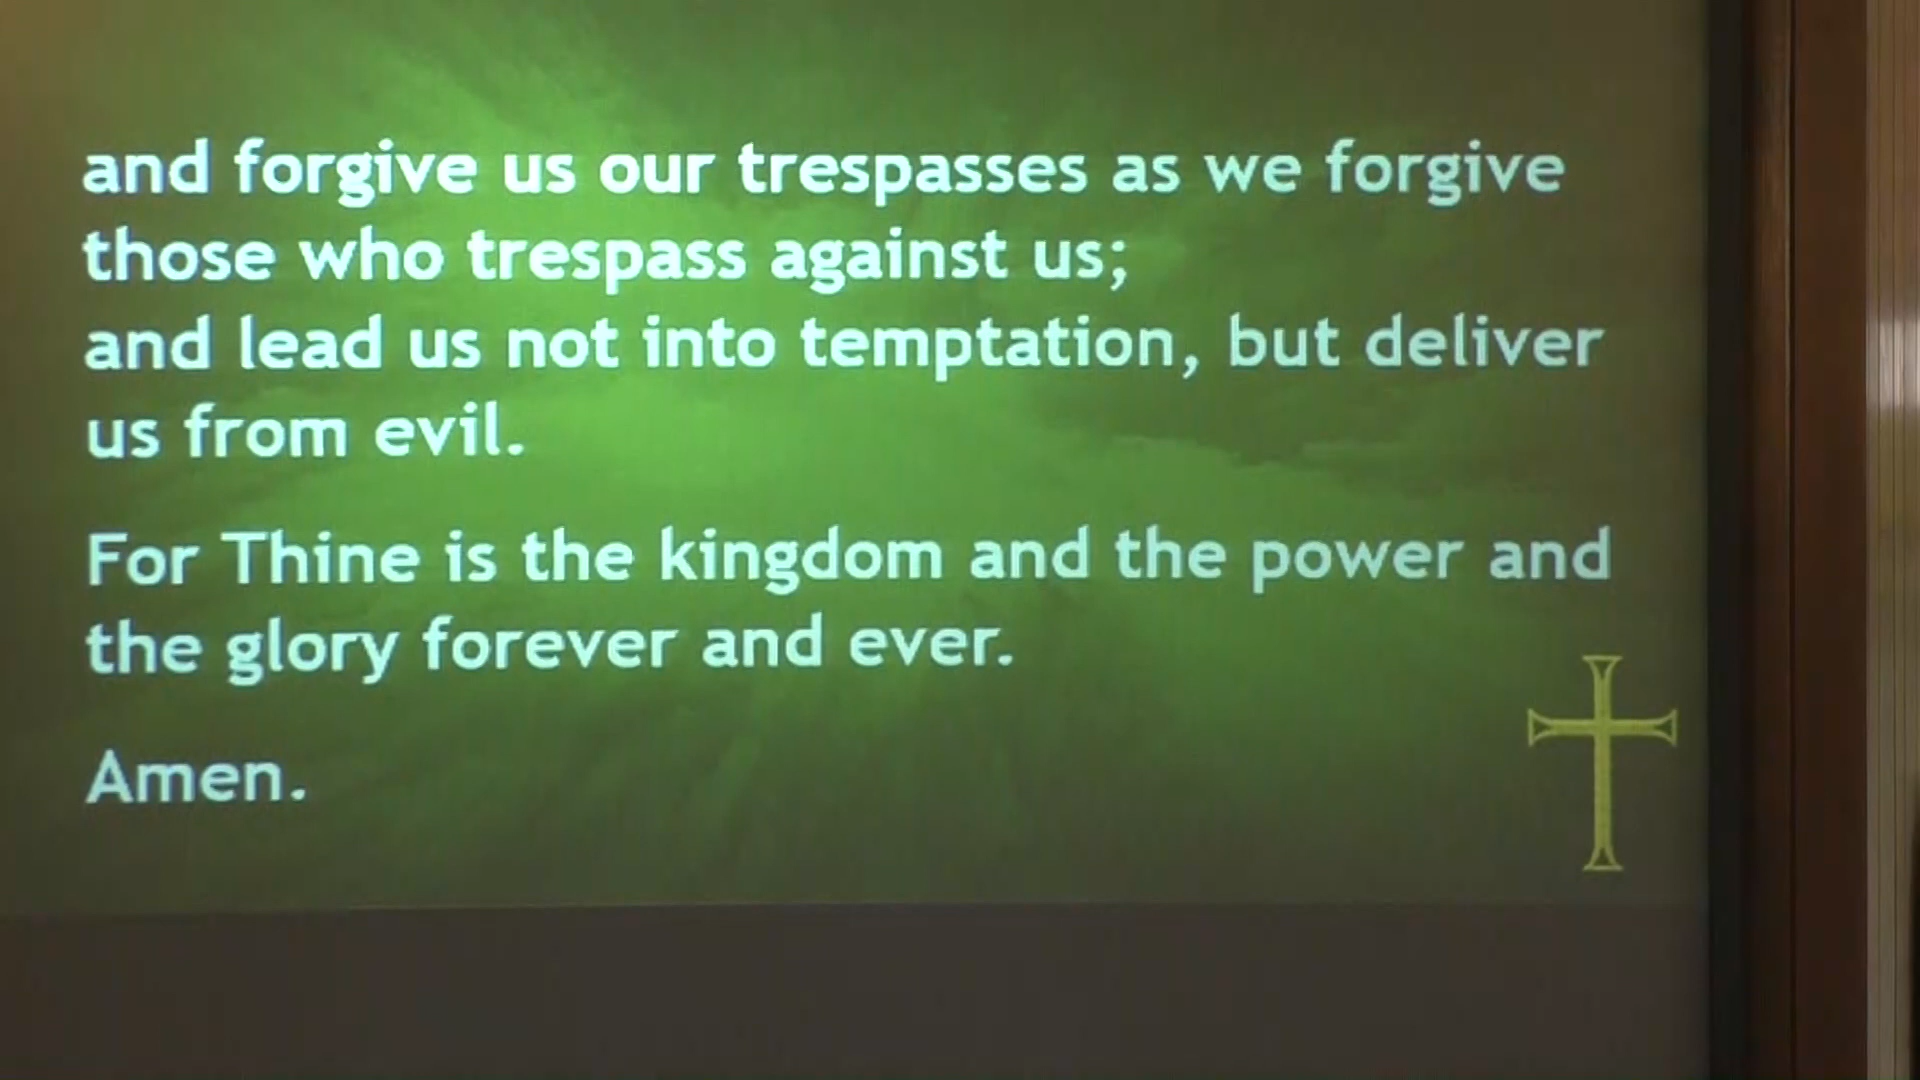 and forgive us our trespasses as we forgive
those who trespass against us;
and lead us not into temptation, but deliver
us from evil.
For Thine is the kingdom and the power and
the glory forever and ever.
Amen.